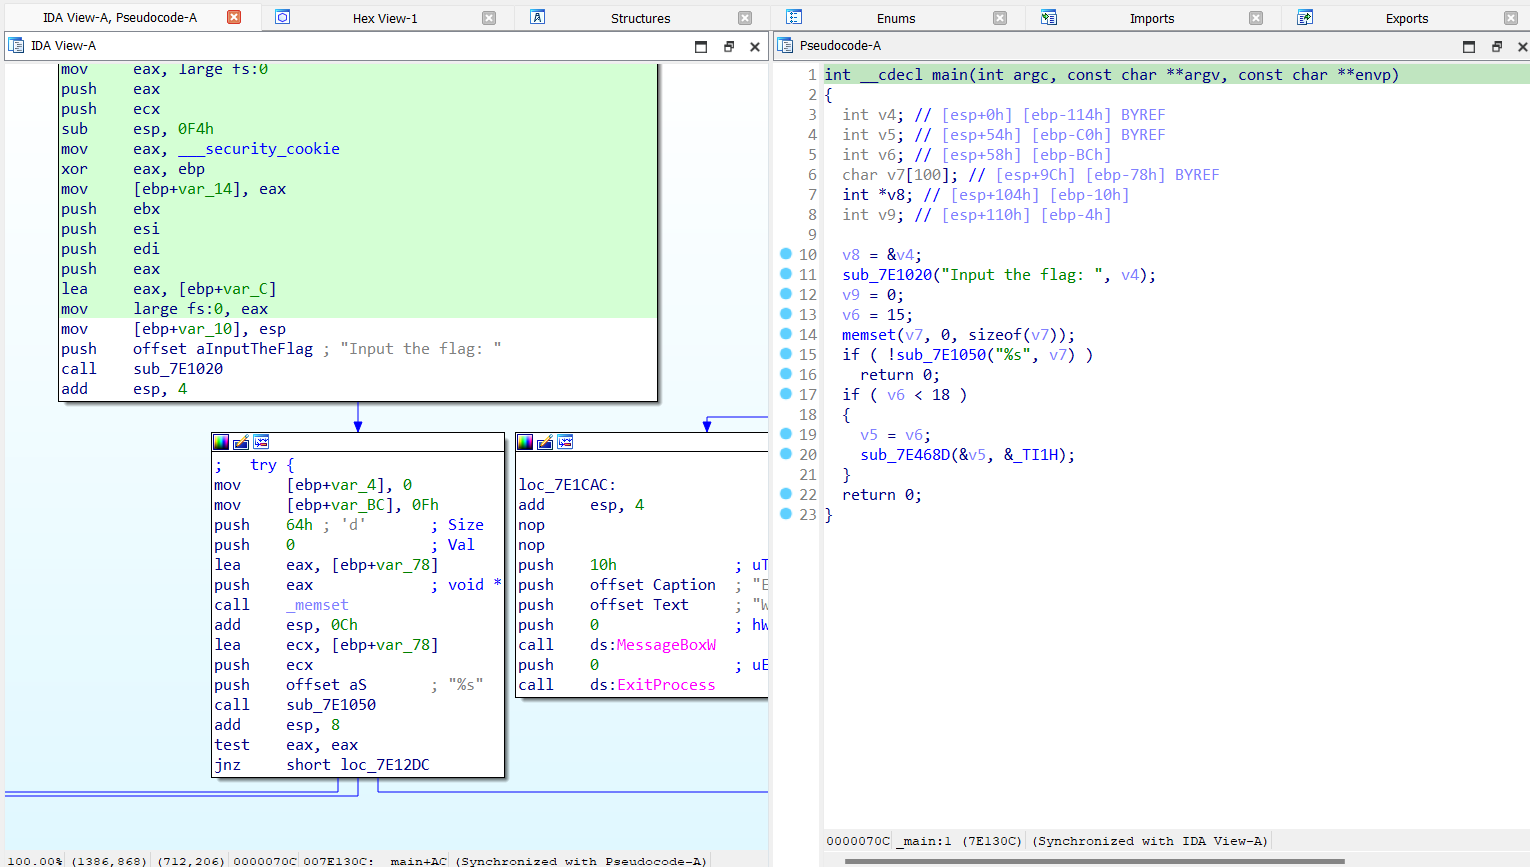 IDA View-A, Pseudocode-A
Hex View-1
Structures
Enums
Imports
Exports
IDA View-A
mov eax, large fs:0
push eax
push ecx
sub esp, 0F4h
mov eax, ___security_cookie
xor eax, ebp
mov [ebp+var_14], eax
push ebx
push esi
push edi
push eax
lea eax, [ebp+var_C]
mov large fs:0, eax
mov [ebp+var_10], esp
push offset aInputTheFlag ; "Input the flag: "
call sub_7E1020
add esp, 4
; try {
mov [ebp+var_4], 0
mov [ebp+var_BC], 0Fh
push 64h ; 'd' ; Size
push 0 ; Val
lea eax, [ebp+var_78]
push eax ; void *
call _memset
add esp, 0Ch
lea ecx, [ebp+var_78]
push ecx
push offset aS ; "%s"
call sub_7E1050
add esp, 8
test eax, eax
jnz short loc_7E12DC
loc_7E1CAC:
add esp, 4
nop
nop
push 10h ; uT
push offset Caption ; "E
push offset Text ; "W
push 0 ; hW
call ds:MessageBoxW
push 0 ; uE
call ds:ExitProcess
100.00% (1386,868) (712,206) 0000070C 007E130C: _main+AC (Synchronized with Pseudocode-A)
Pseudocode-A
1 int __cdecl main(int argc, const char **argv, const char **envp)
2 {
3 int v4; // [esp+0h] [ebp-114h] BYREF
4 int v5; // [esp+54h] [ebp-C0h] BYREF
5 int v6; // [esp+58h] [ebp-BCh]
6 char v7[100]; // [esp+9Ch] [ebp-78h] BYREF
7 int *v8; // [esp+104h] [ebp-10h]
8 int v9; // [esp+110h] [ebp-4h]
9
10 v8 = &v4;
11 sub_7E1020("Input the flag: ", v4);
12 v9 = 0;
13 v6 = 15;
14 memset(v7, 0, sizeof(v7));
15 if ( !sub_7E1050("%s", v7) )
16 return 0;
17 if ( v6 < 18 )
18 {
19 v5 = v6;
20 sub_7E468D(&v5, &_TI1H);
21 }
22 return 0;
23 }
0000070C _main:1 (7E130C) (Synchronized with IDA View-A)